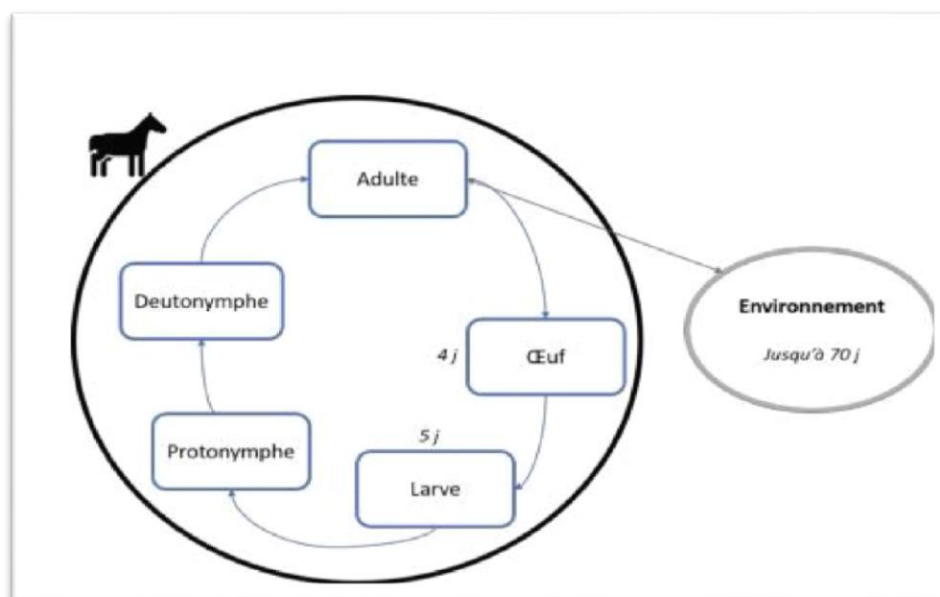 Adulte
Deutonymphe
Environnement
Jusqu'à 70 j
4 j
Œuf
5 j
Protonymphe
Larve